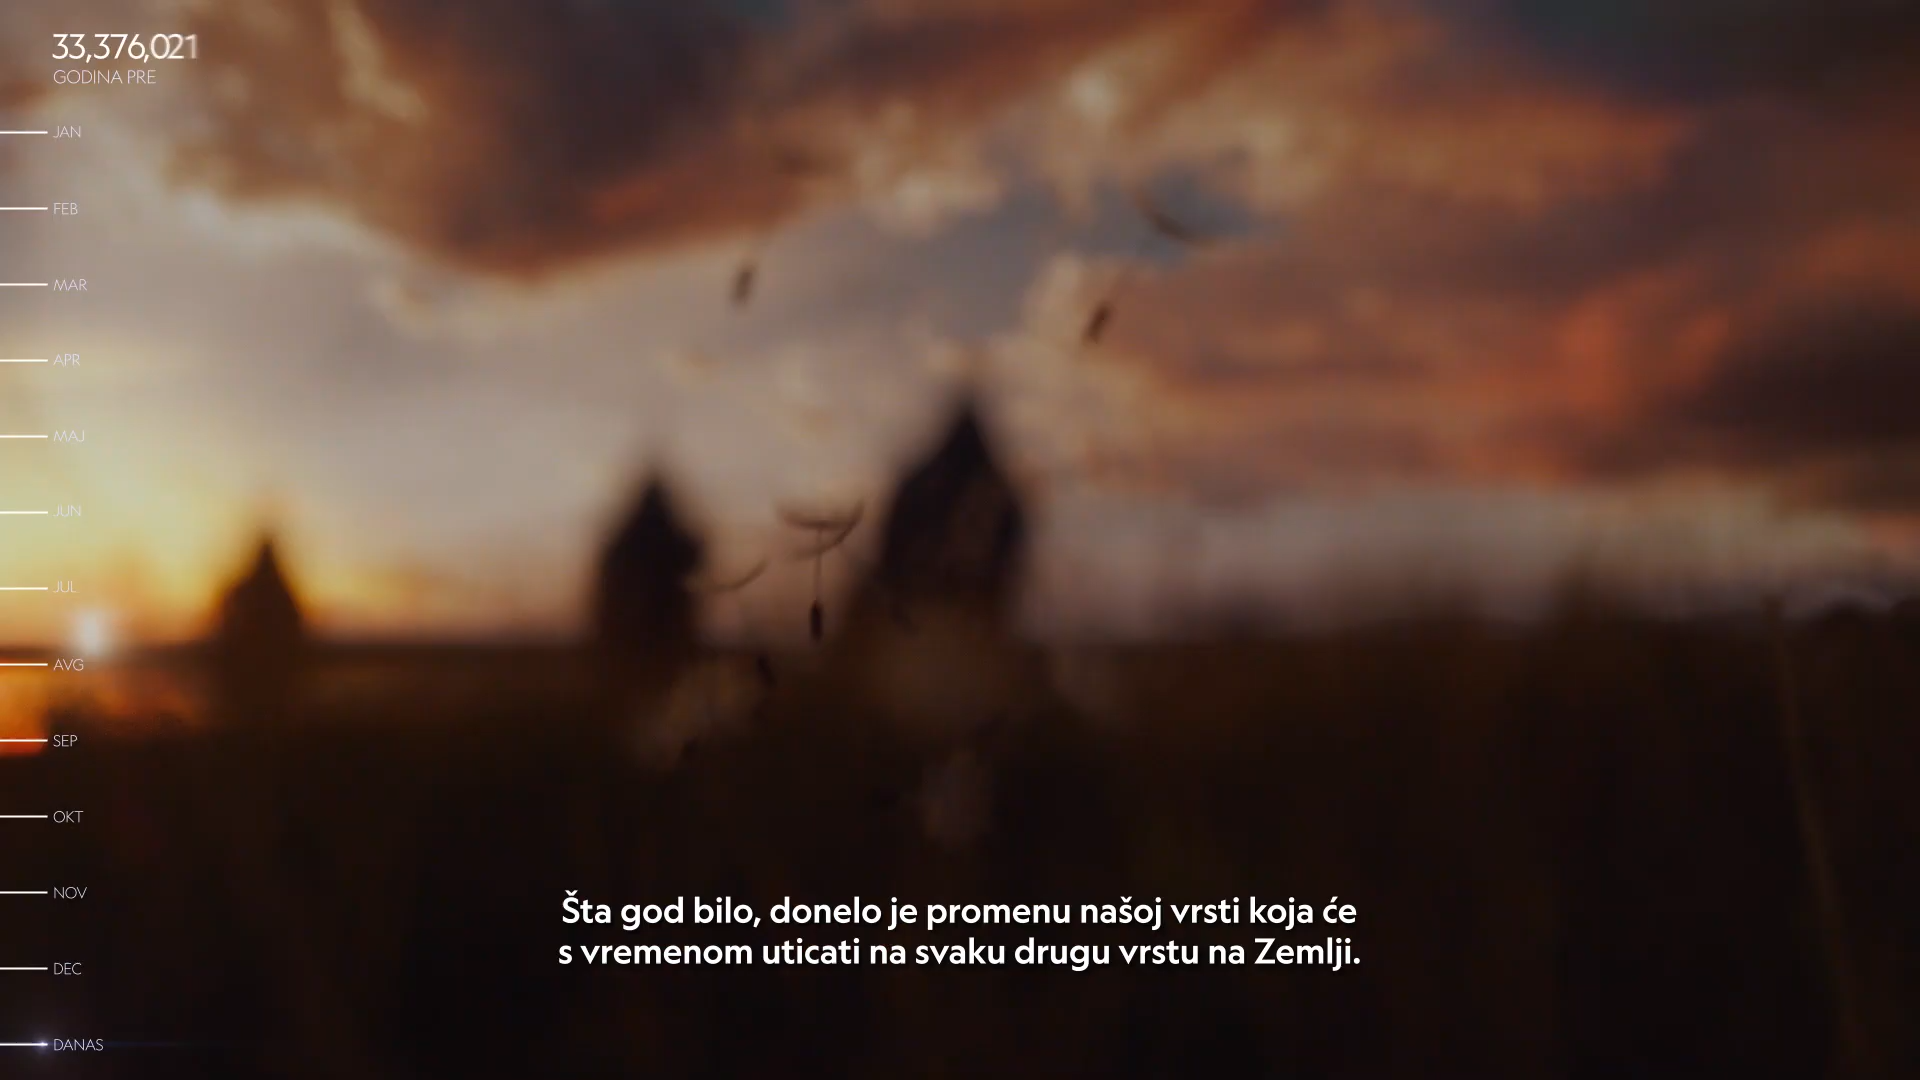 33,376,021
GODINA PRE
JAN
FEB
MAR
APR
MAJ
JUN
JUL
AVG
SEP
OKT
NOV
DEC
DANAS
Šta god bilo, donelo je promenu našoj vrsti koja će
s vremenom uticati na svaku drugu vrstu na Zemlji.